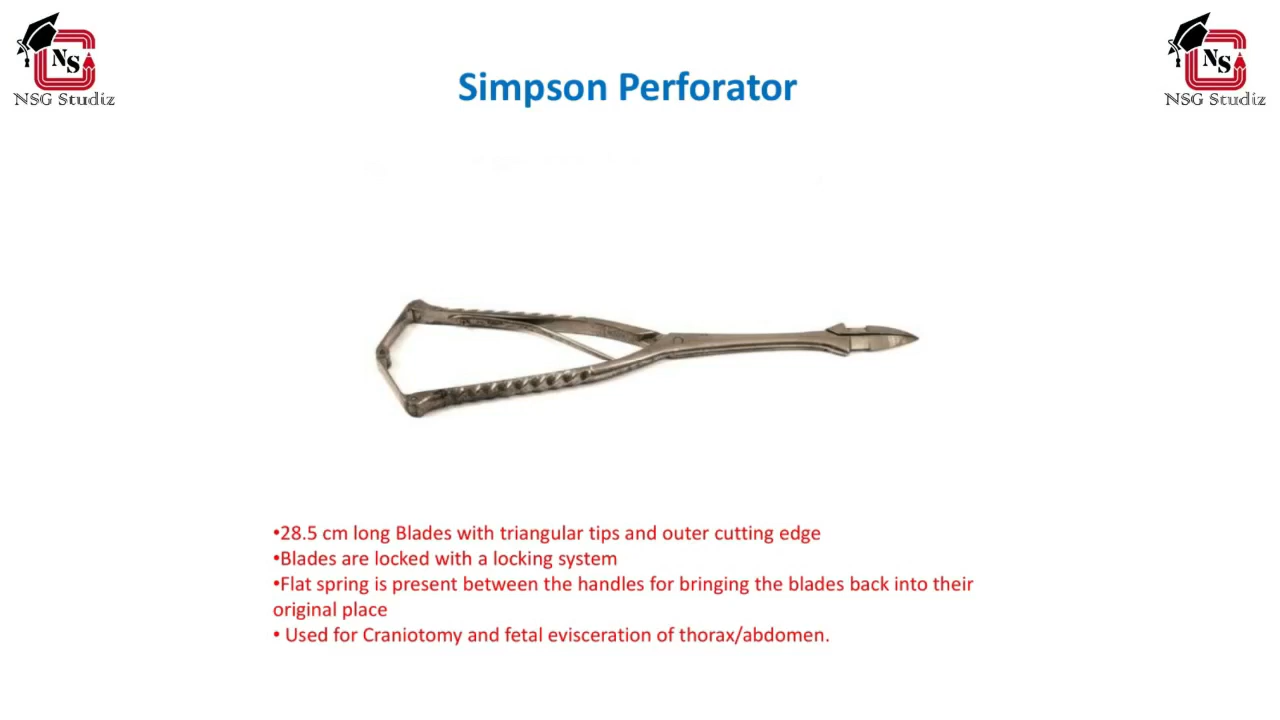 NS
NSG Studiz
NS
NSG Studiz
Simpson Perforator
•28.5 cm long Blades with triangular tips and outer cutting edge
•Blades are locked with a locking system
•Flat spring is present between the handles for bringing the blades back into their
original place
• Used for Craniotomy and fetal evisceration of thorax/abdomen.